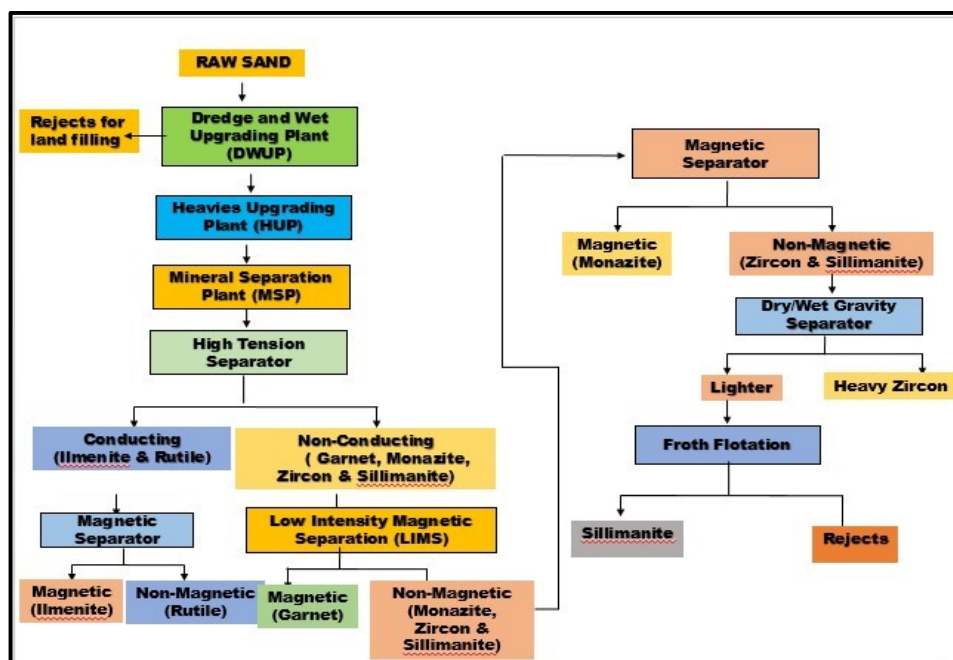 RAW SAND
Rejects for
land filling
Dredge and Wet
Upgrading Plant
(DWUP)
Heavies Upgrading
Plant (HUP)
Mineral Separation
Plant (MSP)
High Tension
Separator
Conducting
(Ilmenite & Rutile)
Non-Conducting
( Garnet, Monazite,
Zircon & Sillimanite)
Magnetic
Separator
Low Intensity Magnetic
Separation (LIMS)
Magnetic
(Ilmenite)
Non-Magnetic
(Rutile)
Magnetic
(Garnet)
Non-Magnetic
(Monazite,
Zircon &
Sillimanite)
Magnetic
Separator
Magnetic
(Monazite)
Non-Magnetic
(Zircon & Sillimanite)
Dry/Wet Gravity
Separator
Lighter
Heavy Zircon
Froth Flotation
Sillimanite
Rejects